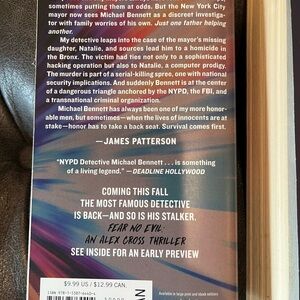 sometimes putting them at odds. But the New York City
mayor now sees Michael Bennett as a discreet investiga-
tor with family worries of his own. Just one father helping
another.
My detective leaps into the case of the mayor's missing
daughter, Natalie, and sources lead him to a homicide in
the Bronx. The victim had ties not only to a sophisticated
hacking operation but also to Natalie, a computer prodigy.
The murder is part of a serial-killing spree, one with national
security implications. And suddenly Bennett is at the center
of a dangerous triangle anchored by the NYPD, the FBI, and
a transnational criminal organization.
Michael Bennett has always been one of my more honor-
able men, but sometimes—when the lives of innocents are at
stake—honor has to take a back seat. Survival comes first.
—JAMES PATTERSON
"NYPD Detective Michael Bennett . . . is something
of a living legend." —DEADLINE HOLLYWOOD
COMING THIS FALL
THE MOST FAMOUS DETECTIVE
IS BACK—AND SO IS HIS STALKER.
FEAR NO EVIL:
AN ALEX CROSS THRILLER
SEE INSIDE FOR AN EARLY PREVIEW
$9.99 US / $12.99 CAN.
Available in large print and ebook editions